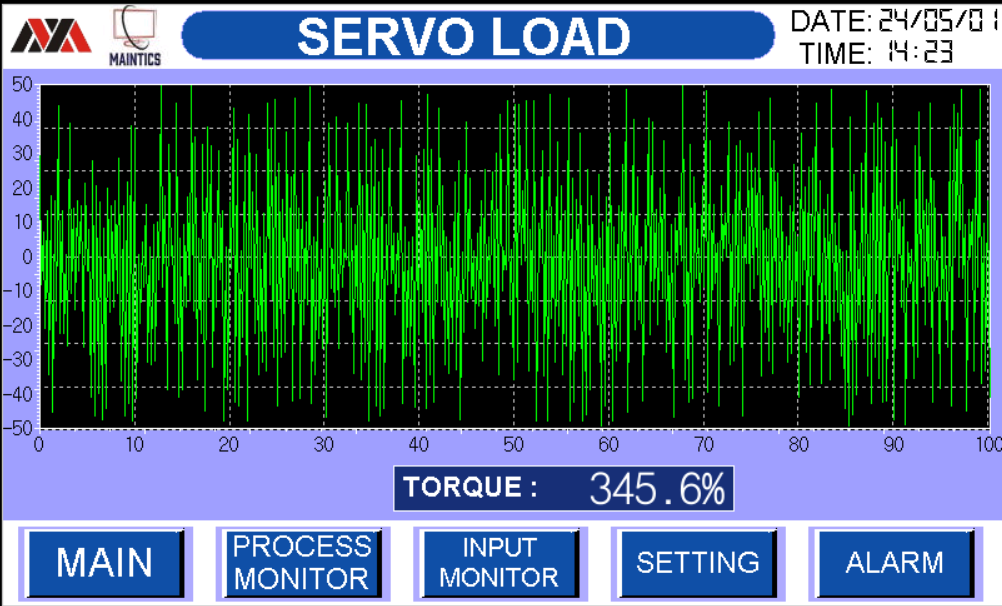 MAINTICS
SERVO LOAD
DATE: 24/05/01
TIME: 14:23
50
40
30
20
10
0
-10
-20
-30
-40
-50
0 10 20 30 40 50 60 70 80 90 100
TORQUE : 345.6%
MAIN
PROCESS
MONITOR
INPUT
MONITOR
SETTING
ALARM